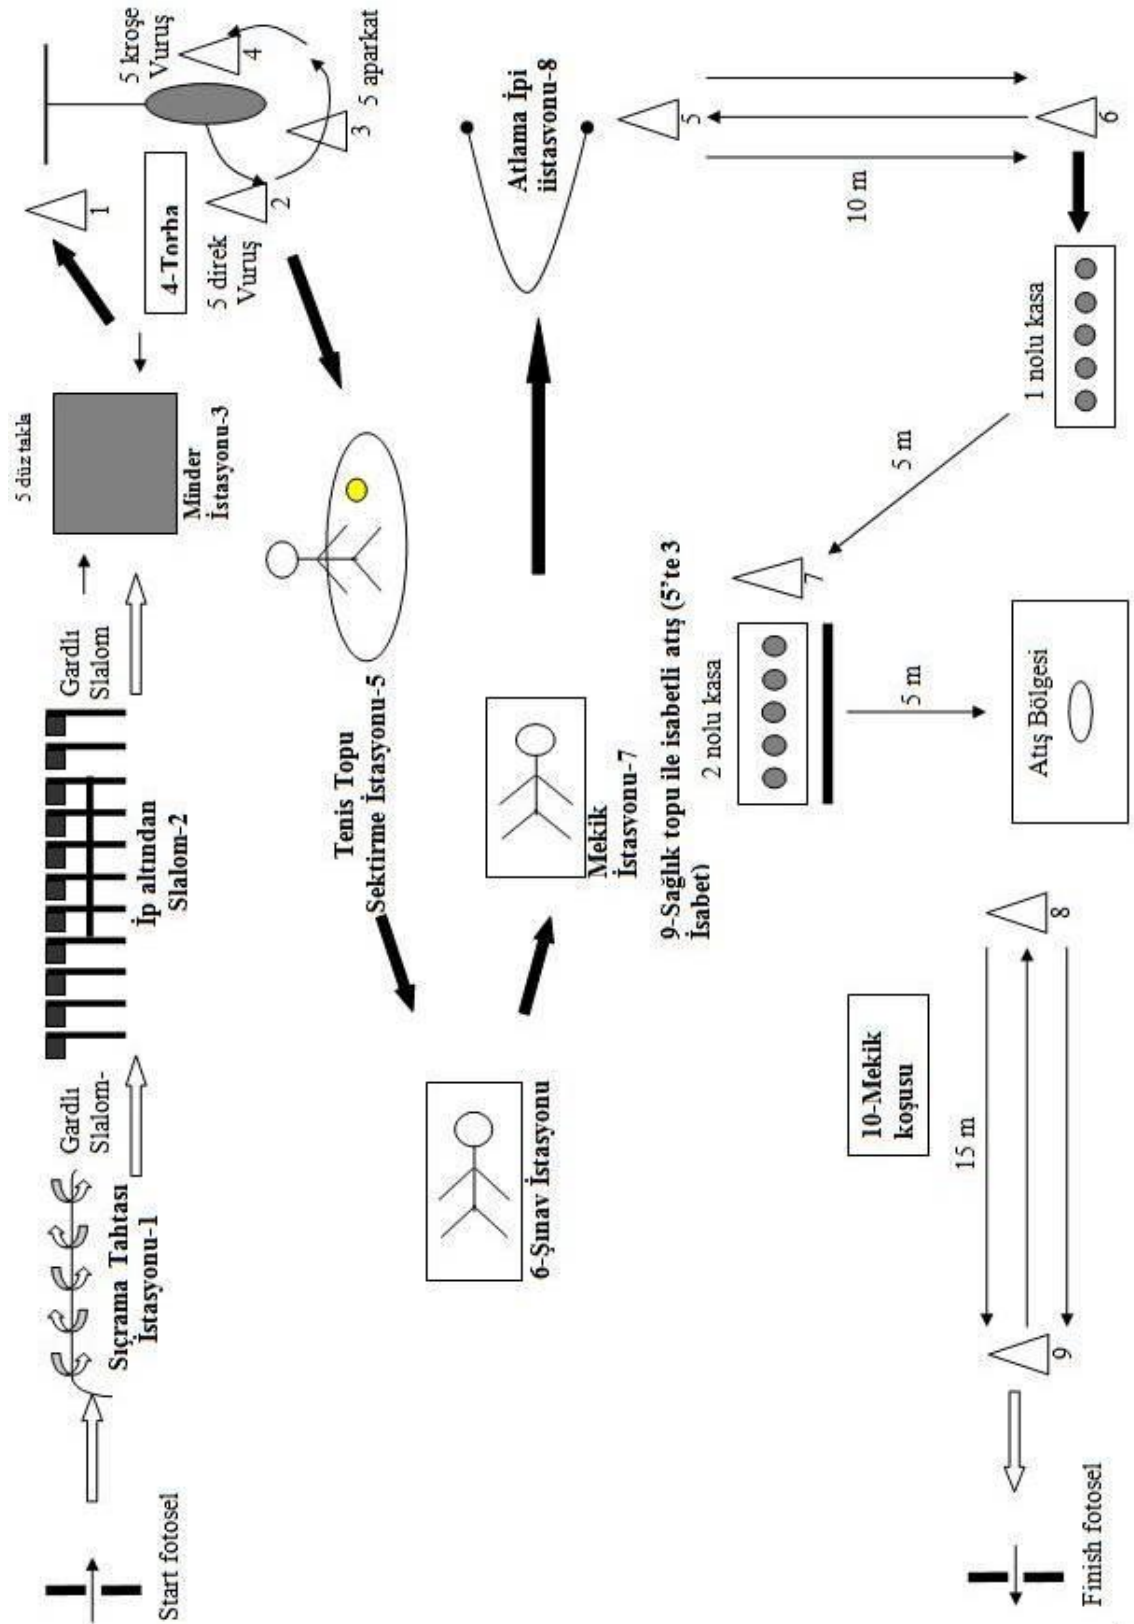 Start fotosel
Sıçrama Tahtası
İstasyonu-1
Gardlı
Slalom-
İp altından
Slalom-2
Gardlı
Slalom
5 düz takla
Minder
İstasyonu-3
1
4-Torba
5 direk
Vuruş
2
5 aparkat
3
5 kroşe
Vuruş
4
Tenis Topu
Sektirme İstasyonu-5
6-Şınav İstasyonu
Mekik
İstasvonu-7
Atlama İpi
iistasvonu-8
5
10 m
6
1 nolu kasa
5 m
7
9-Sağlık topu ile isabetli atış (5'te 3
İsabet)
2 nolu kasa
5 m
Atış Bölgesi
8
10-Mekik
koşusu
15 m
9
Finish fotosel